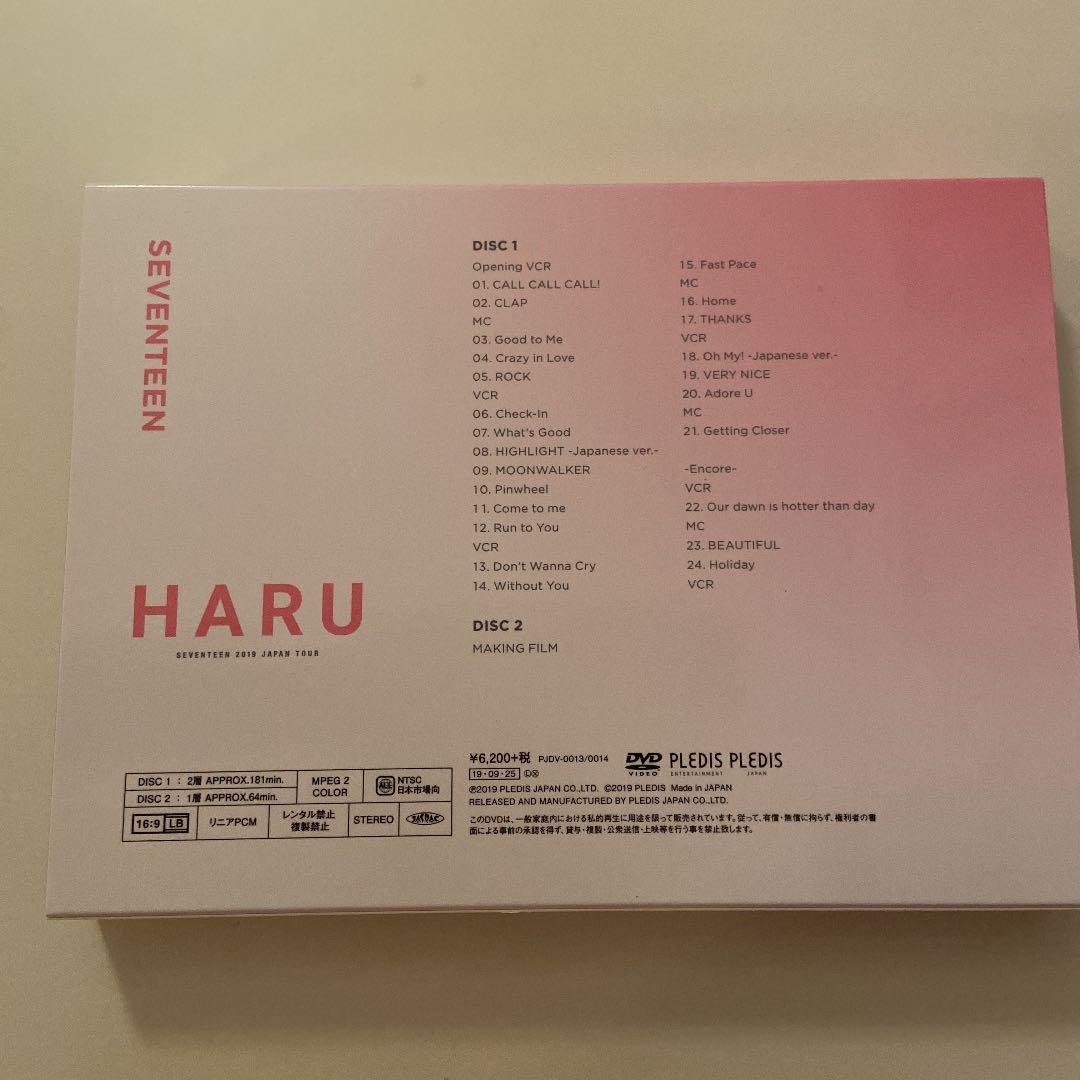 SEVENTEEN
HARU
SEVENTEEN 2019 JAPAN TOUR
DISC 1
Opening VCR
01. CALL CALL CALL!
02. CLAP
MC
03. Good to Me
04. Crazy in Love
05. ROCK
VCR
06. Check-In
07. What's Good
08. HIGHLIGHT -Japanese ver.-
09. MOONWALKER
10. Pinwheel
11. Come to me
12. Run to You
VCR
13. Don't Wanna Cry
14. Without You
15. Fast Pace
MC
16. Home
17. THANKS
VCR
18. Oh My! -Japanese ver.-
19. VERY NICE
20. Adore U
MC
21. Getting Closer
-Encore-
VCR
22. Our dawn is hotter than day
MC
23. BEAUTIFUL
24. Holiday
VCR
DISC 2
MAKING FILM
DISC 1 : 2層 APPROX.181min.
DISC 2 : 1層 APPROX.64min.
MPEG 2
COLOR
ALL
NTSC
日本市場向
16:9 LB
リニアPCM
レンタル禁止
複製禁止
STEREO
¥6,200+税 PJDV-0013/0014
19・09・25
DVD
VIDEO
PLEDIS
ENTERTAINMENT
PLEDIS
JAPAN
℗2019 PLEDIS JAPAN CO.,LTD. ©2019 PLEDIS Made in JAPAN
RELEASED AND MANUFACTURED BY PLEDIS JAPAN CO.,LTD.
このDVDは、一般家庭内における私的再生に用途を限って販売されています。従って、有償・無償に拘らず、権利者の書
面による事前の承認を得ず、貸与・複製・公衆送信・上映等を行う事を禁止致します。